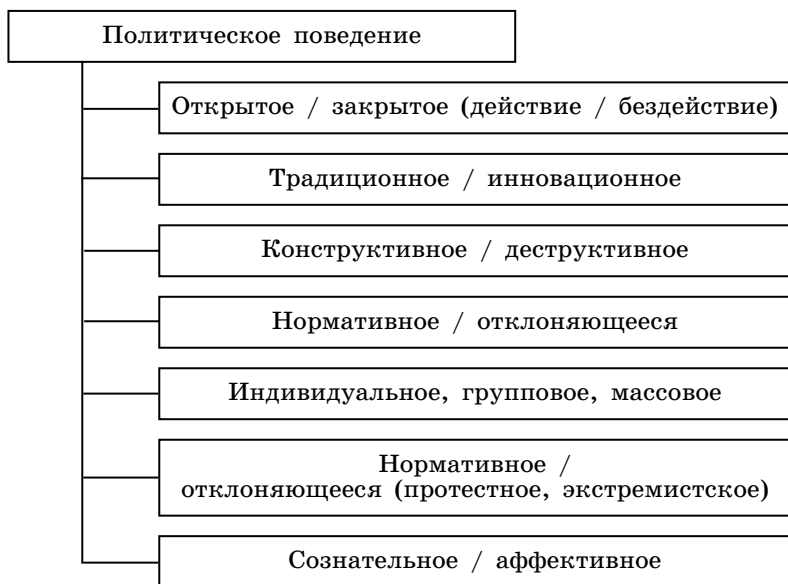 Политическое поведение
Открытое / закрытое (действие / бездействие)
Традиционное / инновационное
Конструктивное / деструктивное
Нормативное / отклоняющееся
Индивидуальное, групповое, массовое
Нормативное /
отклоняющееся (протестное, экстремистское)
Сознательное / аффективное